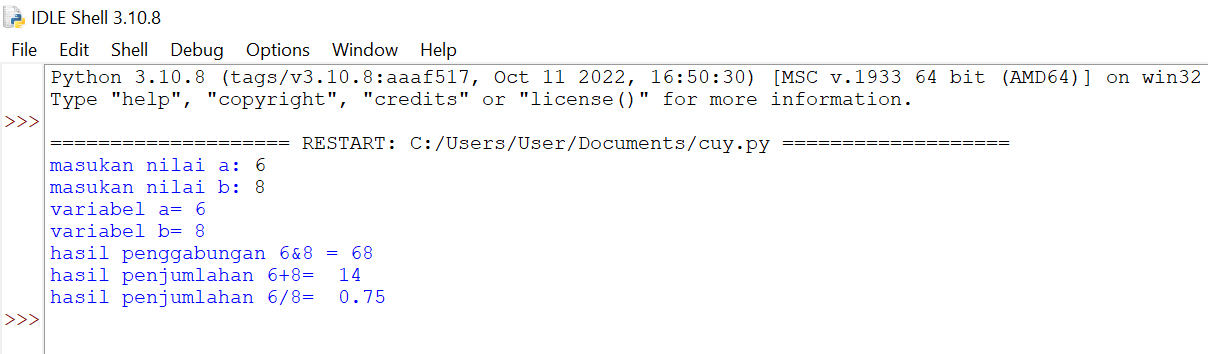 IDLE Shell 3.10.8
File Edit Shell Debug Options Window Help
Python 3.10.8 (tags/v3.10.8:aaaf517, Oct 11 2022, 16:50:30) [MSC v.1933 64 bit (AMD64)] on win32
Type "help", "copyright", "credits" or "license()" for more information.
>>>
==================== RESTART: C:/Users/User/Documents/cuy.py ===================
masukan nilai a: 6
masukan nilai b: 8
variabel a= 6
variabel b= 8
hasil penggabungan 6&8 = 68
hasil penjumlahan 6+8=  14
hasil penjumlahan 6/8=  0.75
>>>